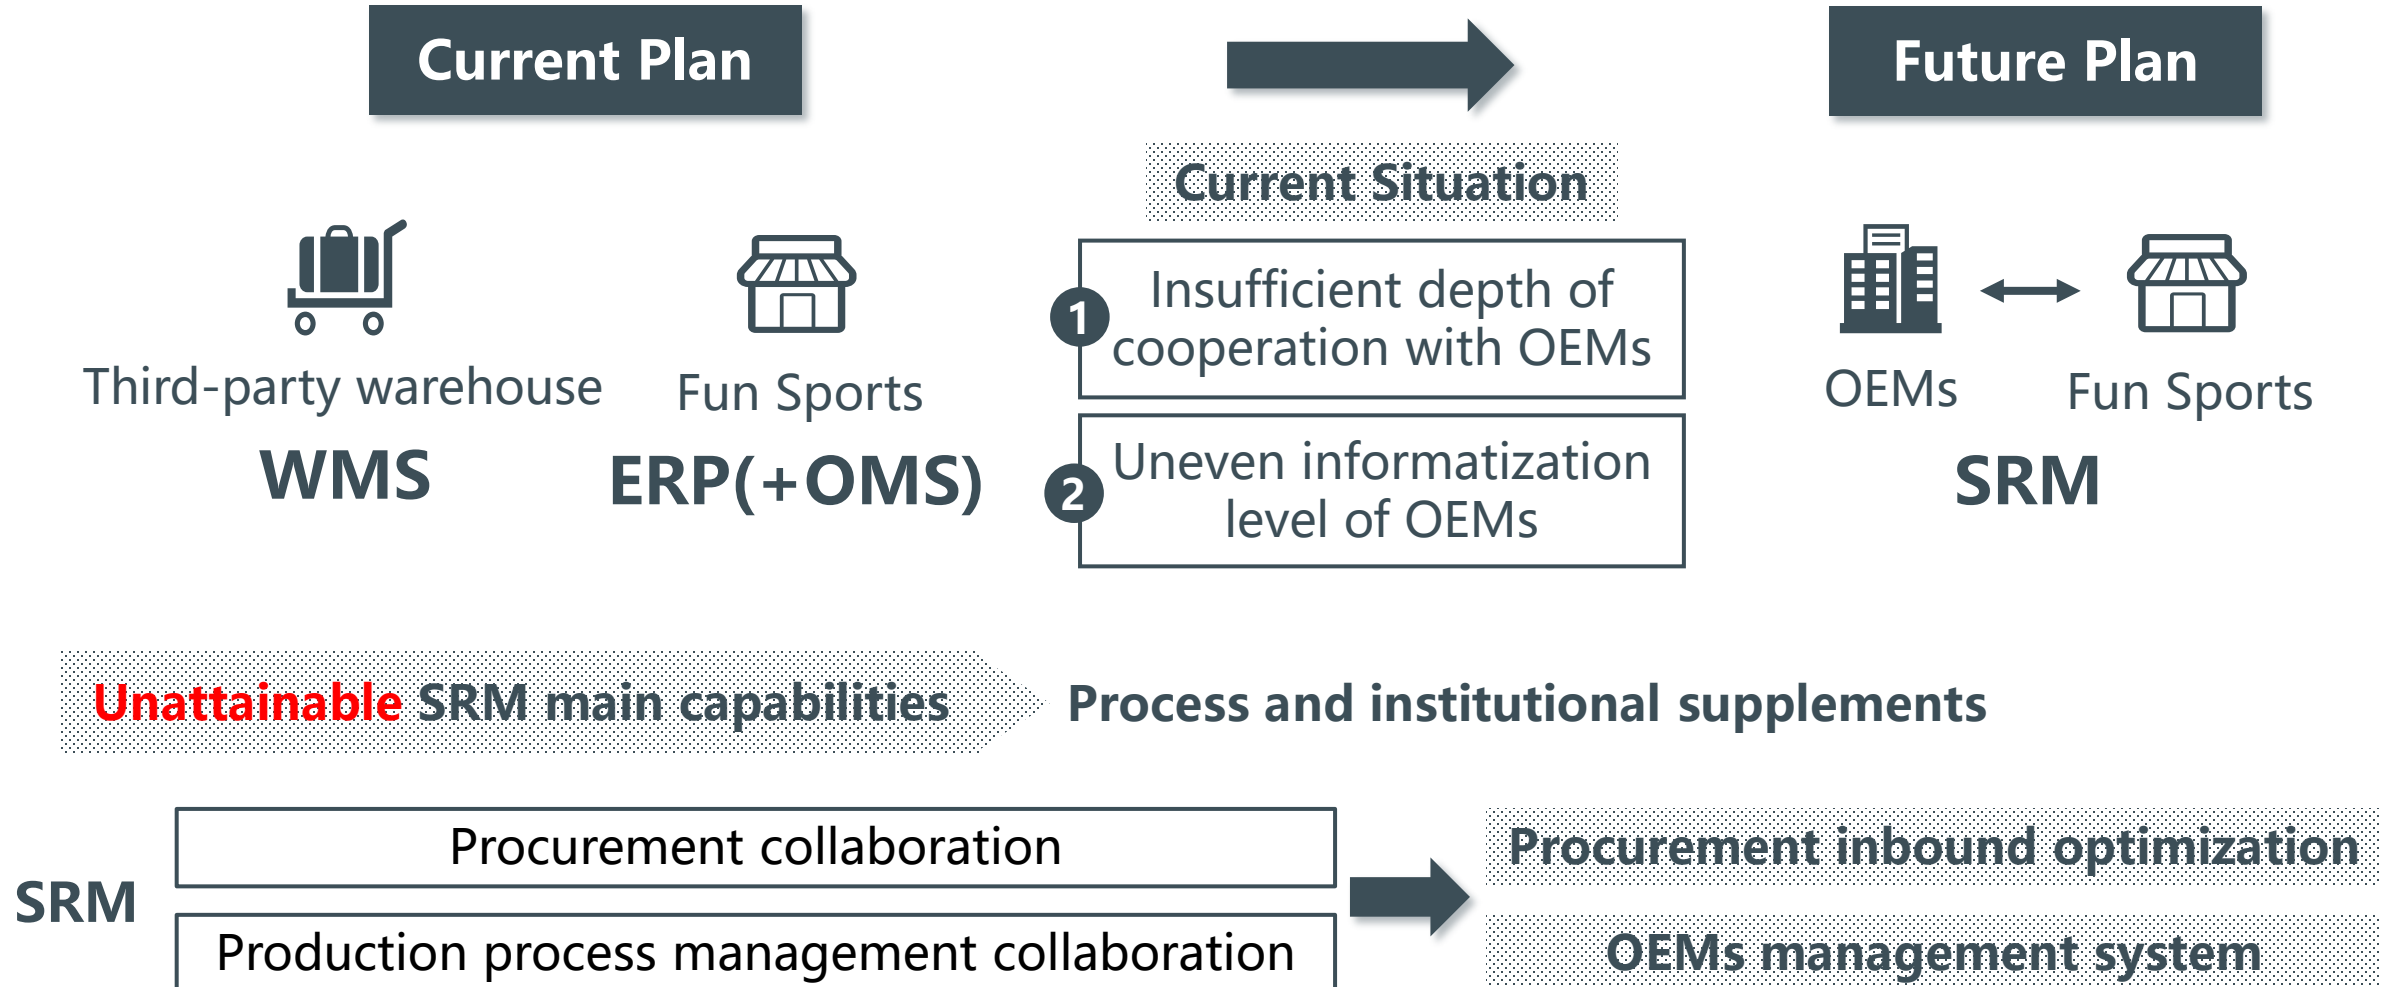 Current Plan
Future Plan
Current Situation
Third-party warehouse
WMS
Fun Sports
ERP(+OMS)
1
Insufficient depth of
cooperation with OEMs
2
Uneven informatization
level of OEMs
OEMs
Fun Sports
SRM
Unattainable SRM main capabilities
Process and institutional supplements
SRM
Procurement collaboration
Production process management collaboration
Procurement inbound optimization
OEMs management system